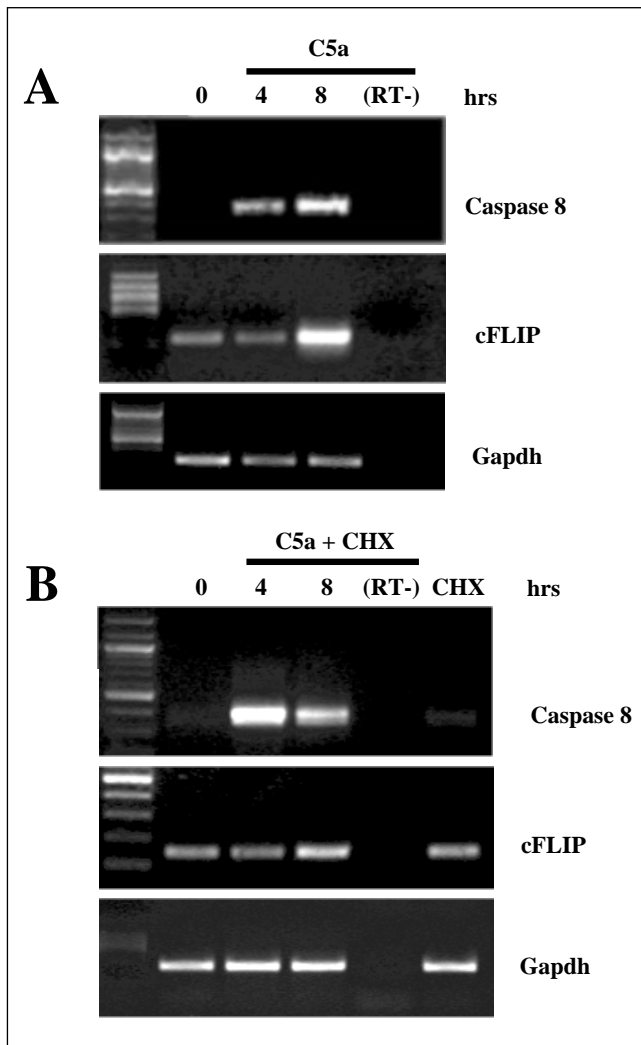 C5a
A
0 4 8 (RT-) hrs
Caspase 8
cFLIP
Gapdh
C5a + CHX
B
0 4 8 (RT-) CHX hrs
Caspase 8
cFLIP
Gapdh